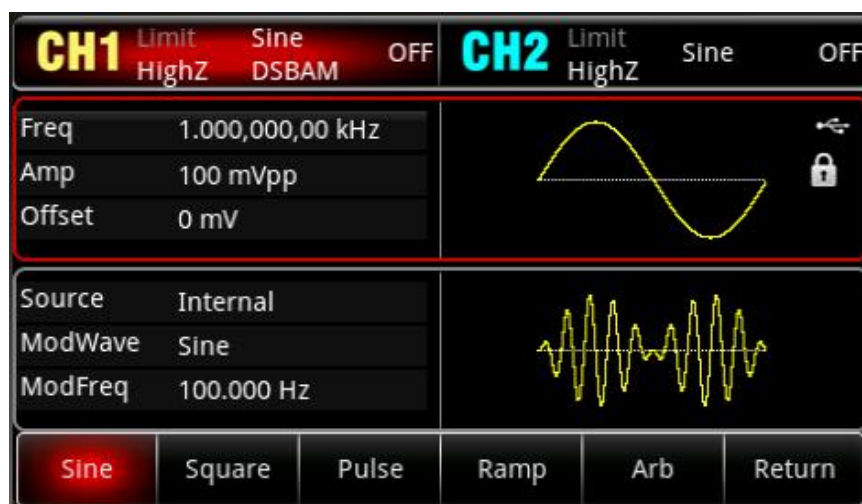 CH1 Limit Sine OFF CH2 Limit Sine OFF
HighZ DSBAM HighZ
Freq 1.000,000,00 kHz
Amp 100 mVpp
Offset 0 mV
Source Internal
ModWave Sine
ModFreq 100.000 Hz
Sine Square Pulse Ramp Arb Return